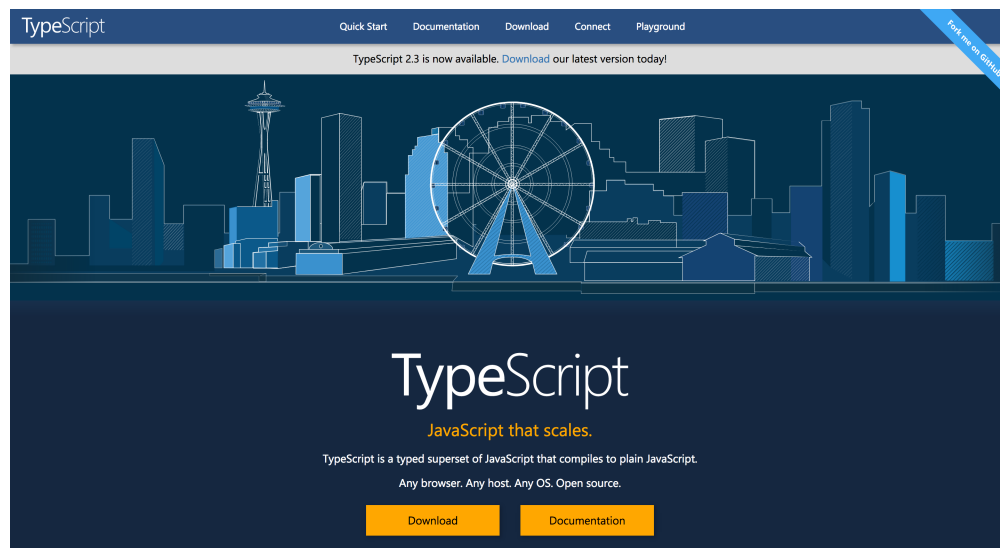 TypeScript
Quick Start Documentation Download Connect Playground
Fork me on GitHub
TypeScript 2.3 is now available. Download our latest version today!
TypeScript
JavaScript that scales.
TypeScript is a typed superset of JavaScript that compiles to plain JavaScript.
Any browser. Any host. Any OS. Open source.
Download Documentation